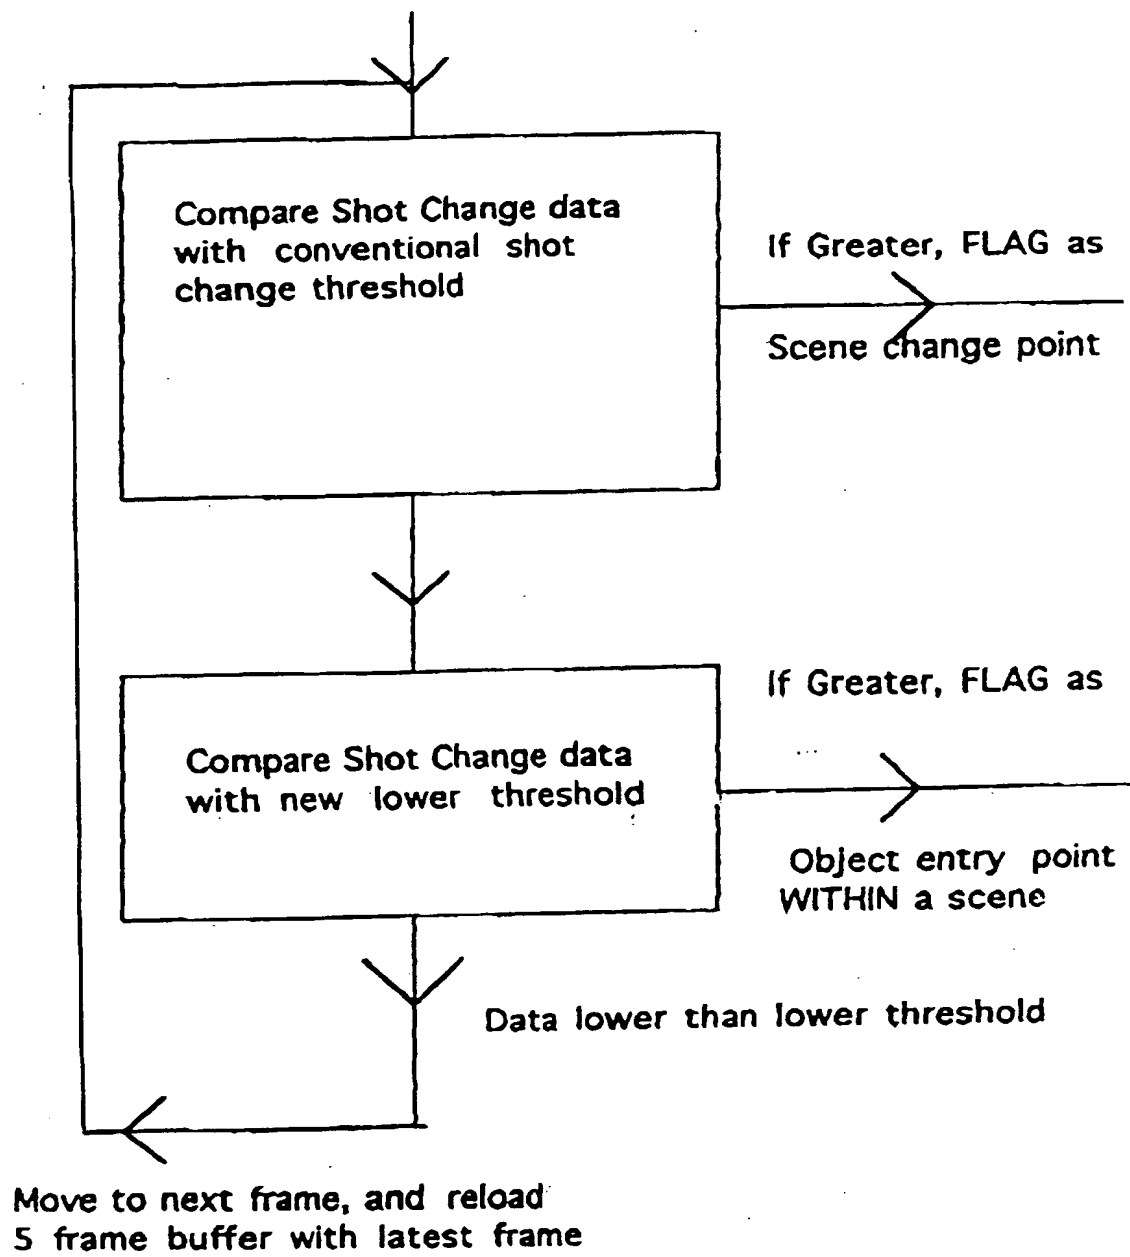 Compare Shot Change data
with conventional shot
change threshold
If Greater, FLAG as
Scene change point
Compare Shot Change data
with new lower threshold
If Greater, FLAG as
Object entry point
WITHIN a scene
Data lower than lower threshold
Move to next frame, and reload
5 frame buffer with latest frame